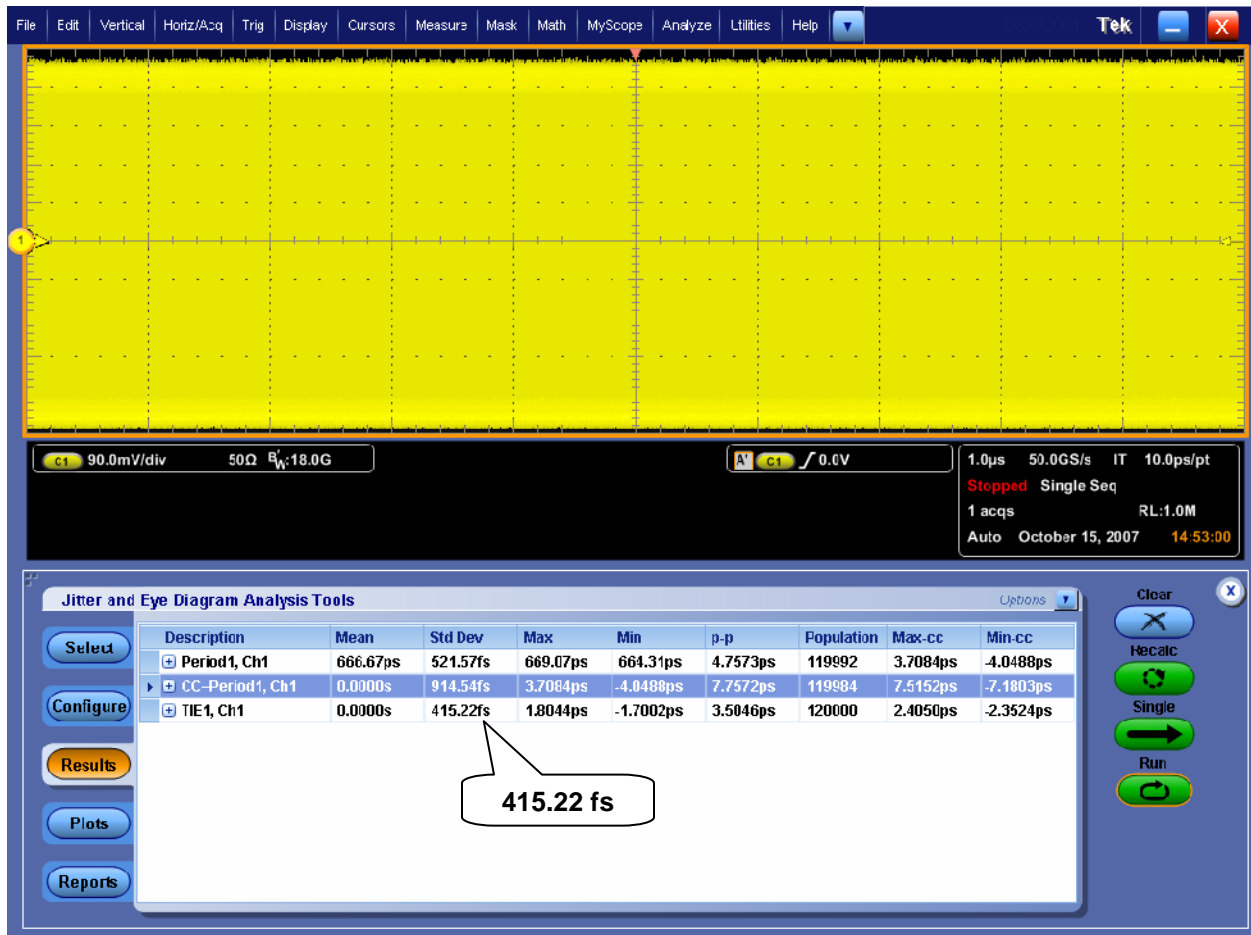 File Edit Vertical Horiz/Acq Trig Display Cursors Measure Mask Math MyScope Analyze Utilities Help Tek X
1
C1 90.0mV/div 50Ω BW:18.0G
A' C1 0.0V
1.0µs 50.0GS/s IT 10.0ps/pt
Stopped Single Seq
1 acqs RL:1.0M
Auto October 15, 2007 14:53:00
Jitter and Eye Diagram Analysis Tools Options
Clear
X
Select
Configure
Results
Plots
Reports
Description Mean Std Dev Max Min p-p Population Max-cc Min-cc
Period1, Ch1 666.67ps 521.57fs 669.07ps 664.31ps 4.7573ps 119992 3.7084ps -4.0488ps
CC–Period1, Ch1 0.0000s 914.54fs 3.7084ps -4.0488ps 7.7572ps 119984 7.5152ps -7.1803ps
TIE1, Ch1 0.0000s 415.22fs 1.8044ps -1.7002ps 3.5046ps 120000 2.4050ps -2.3524ps
415.22 fs
Recalc
Single
Run